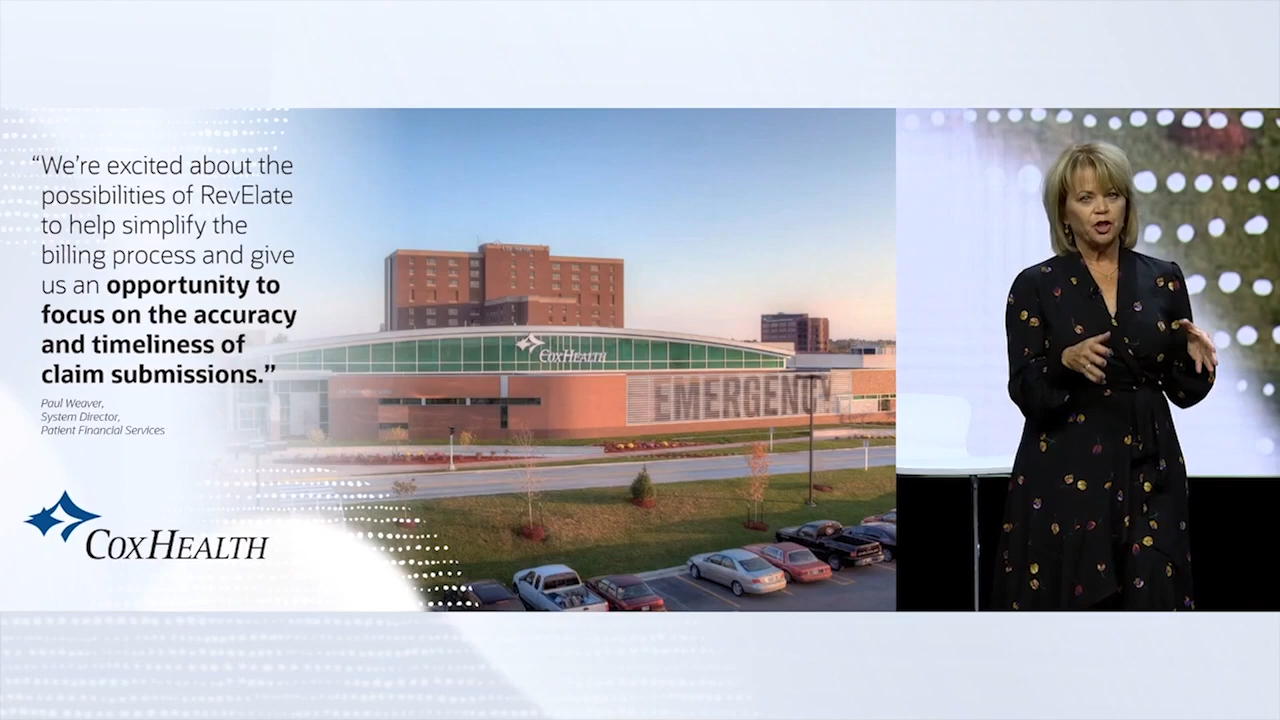 “We’re excited about the
possibilities of RevElate
to help simplify the
billing process and give
us an opportunity to
focus on the accuracy
and timeliness of
claim submissions.”
Paul Weaver,
System Director,
Patient Financial Services
COXHEALTH
COXHEALTH
EMERGENCY